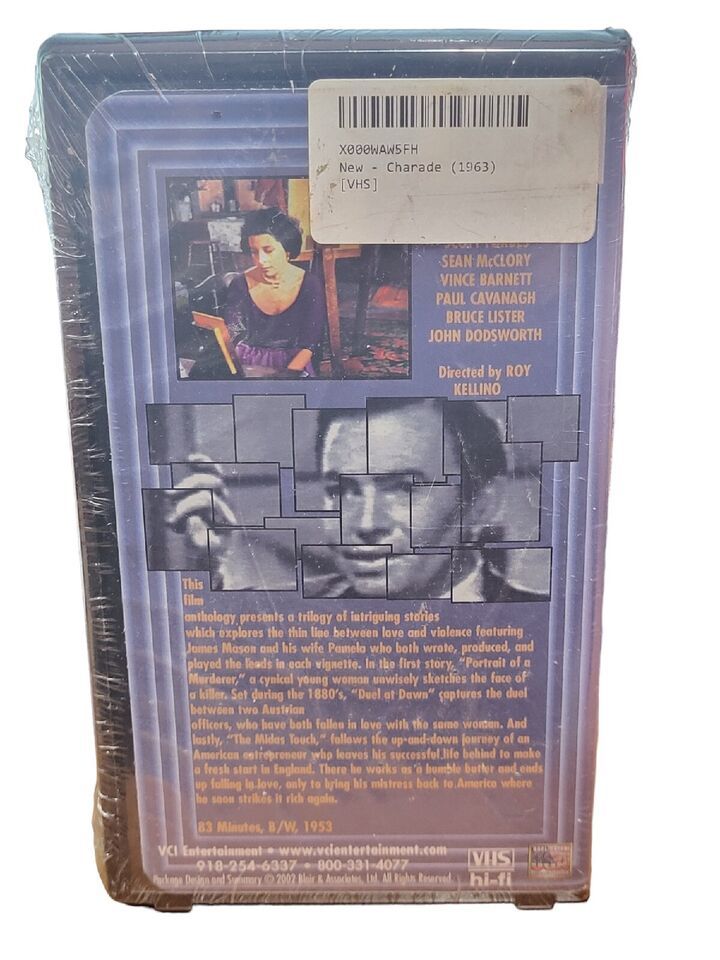 X000WAW5FH
New - Charade (1963)
[VHS]
SEAN McCLORY
VINCE BARNETT
PAUL CAVANAGH
BRUCE LISTER
JOHN DODSWORTH
Directed by ROY
KELLINO
This
film
anthology presents a trilogy of intriguing stories
which explores the thin line between love and violence featuring
James Mason and his wife Pamela who both wrote, produced, and
played the leads in each vignette. In the first story, "Portrait of a
Murderer," a cynical young woman unwisely sketches the face of
a killer. Set during the 1880's, "Duel at Dawn" captures the duel
between two Austrian
officers, who have both fallen in love with the same woman. And
lastly, "The Midas Touch," follows the up-and-down journey of an
American entrepreneur who leaves his successful life behind to make
a fresh start in England. There he works as a humble butler and ends
up falling in love, only to bring his mistress back to America where
he soon strikes it rich again.
83 Minutes, B/W, 1953
VCI Entertainment • www.vcientertainment.com
918-254-6337 • 800-331-4077
Package Design and Summary © 2002 Blair & Associates, Ltd. All Rights Reserved.
VHS
hi-fi